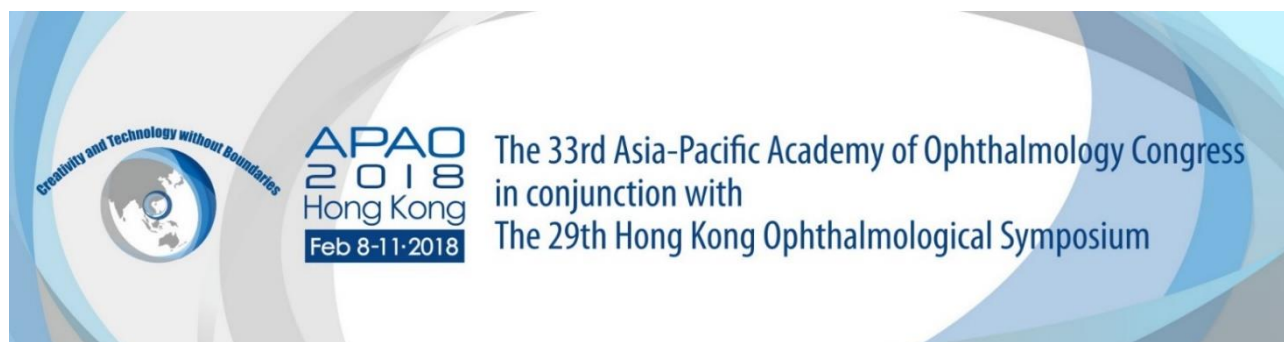 Creativity and Technology without Boundaries
APAO
2018
Hong Kong
Feb 8-11·2018
The 33rd Asia-Pacific Academy of Ophthalmology Congress
in conjunction with
The 29th Hong Kong Ophthalmological Symposium